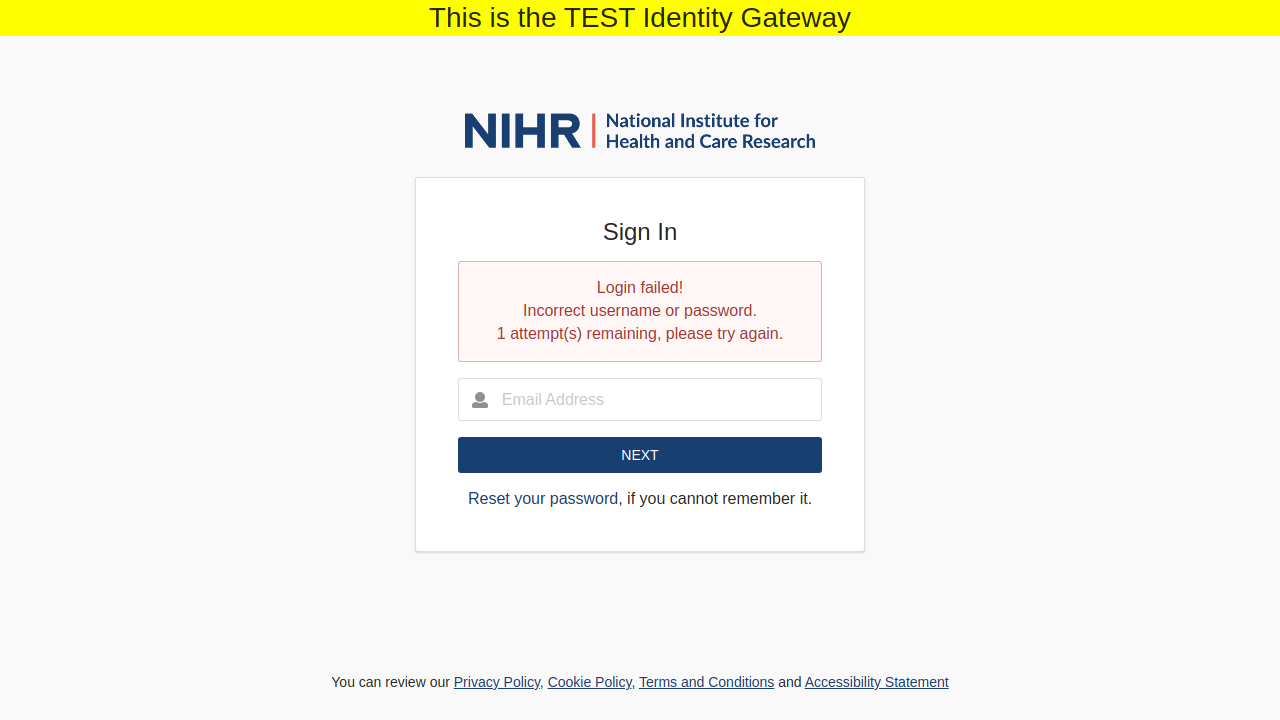 This is the TEST Identity Gateway
NIHR | National Institute for
Health and Care Research
Sign In
Login failed!
Incorrect username or password.
1 attempt(s) remaining, please try again.
Email Address
NEXT
Reset your password, if you cannot remember it.
You can review our Privacy Policy, Cookie Policy, Terms and Conditions and Accessibility Statement